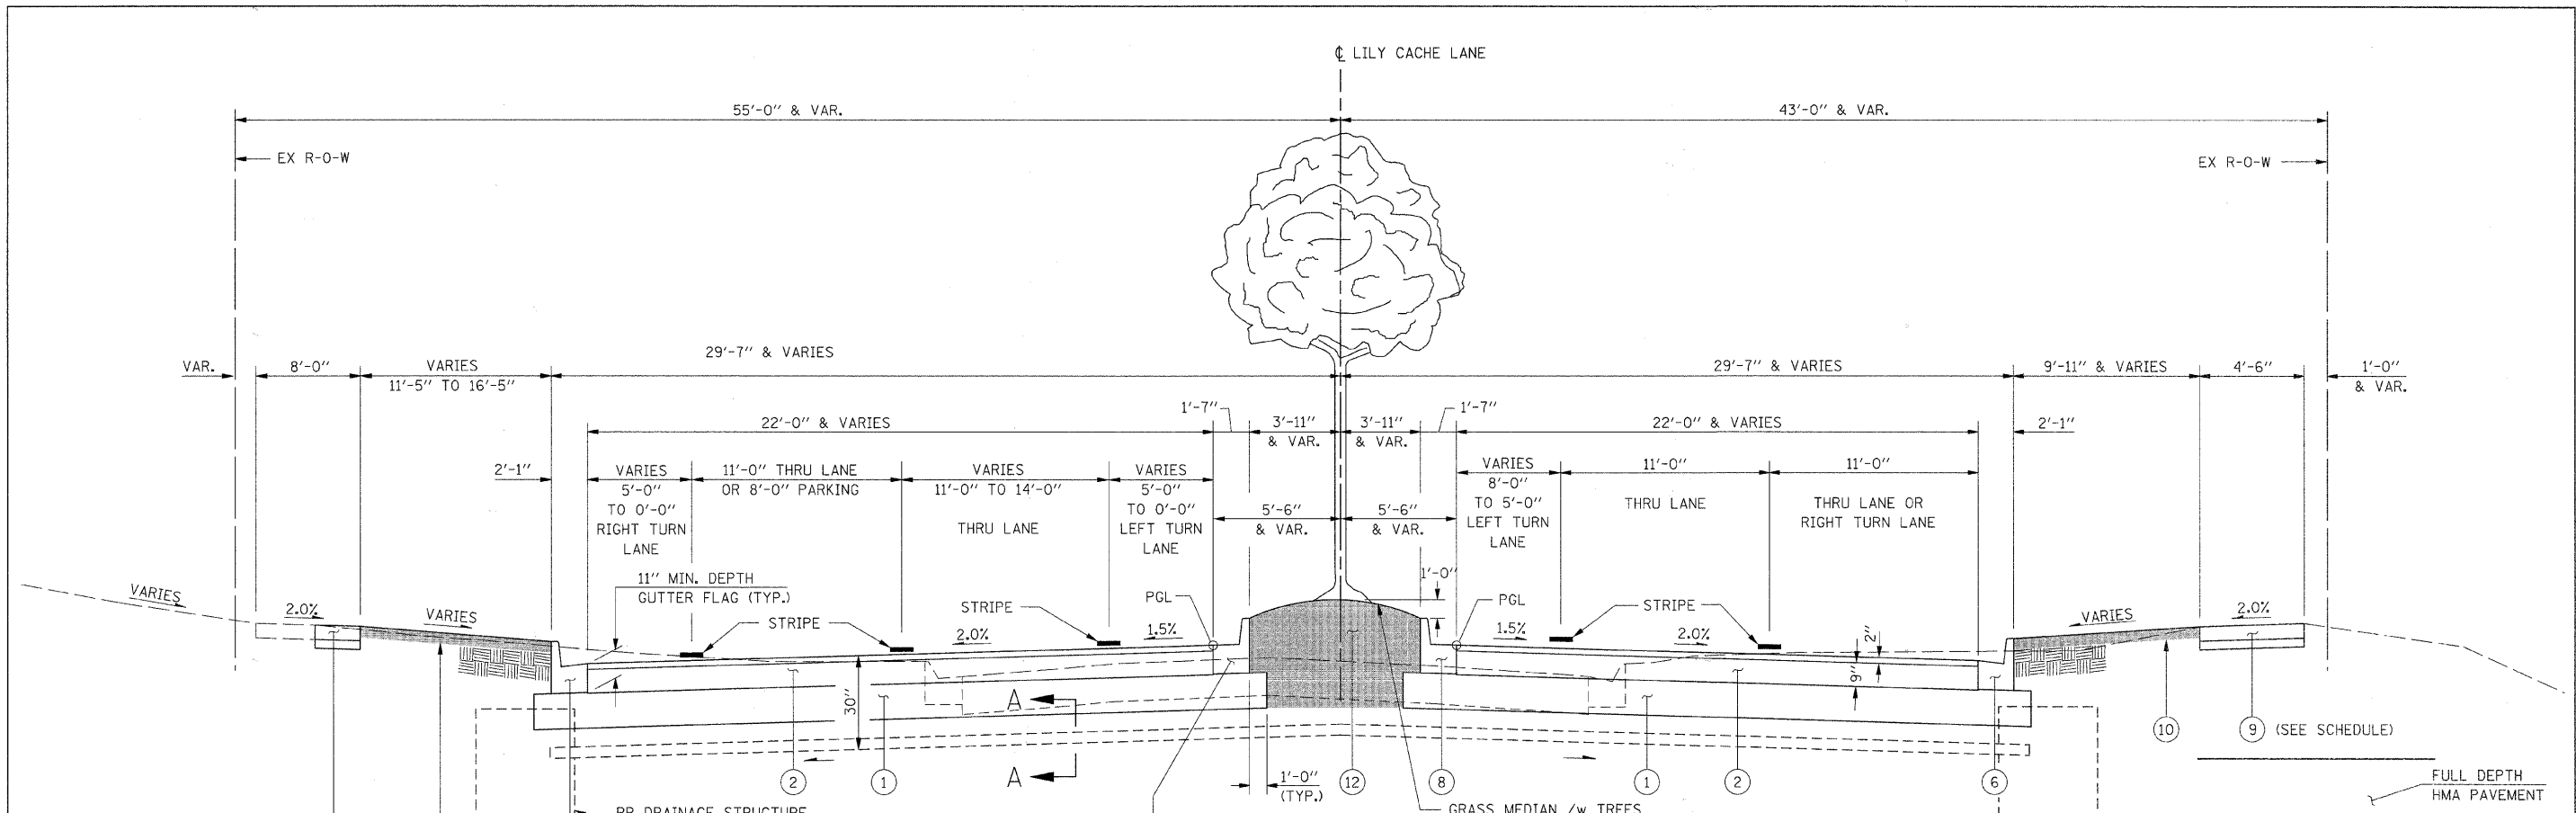 ℄ LILY CACHE LANE
55'-0" & VAR.
43'-0" & VAR.
EX R-O-W
EX R-O-W
VAR.
8'-0"
VARIES
11'-5" TO 16'-5"
29'-7" & VARIES
29'-7" & VARIES
9'-11" & VARIES
4'-6"
1'-0"
& VAR.
22'-0" & VARIES
1'-7"
3'-11"
& VAR.
3'-11"
& VAR.
1'-7"
22'-0" & VARIES
2'-1"
2'-1"
VARIES
5'-0"
TO 0'-0"
RIGHT TURN
LANE
11'-0" THRU LANE
OR 8'-0" PARKING
VARIES
11'-0" TO 14'-0"
THRU LANE
VARIES
5'-0"
TO 0'-0"
LEFT TURN
LANE
5'-6"
& VAR.
5'-6"
& VAR.
VARIES
8'-0"
TO 5'-0"
LEFT TURN
LANE
11'-0"
THRU LANE
11'-0"
THRU LANE OR
RIGHT TURN LANE
VARIES
2.0%
VARIES
11" MIN. DEPTH
GUTTER FLAG (TYP.)
STRIPE
STRIPE
2.0%
PGL
1.5%
1'-0"
PGL
1.5%
STRIPE
2.0%
2"
9"
VARIES
2.0%
30"
A
A
2
1
1'-0"
(TYP.)
12
8
1
2
6
10
9 (SEE SCHEDULE)
FULL DEPTH
HMA PAVEMENT
PR DRAINAGE STRUCTURE
GRASS MEDIAN /w TREES